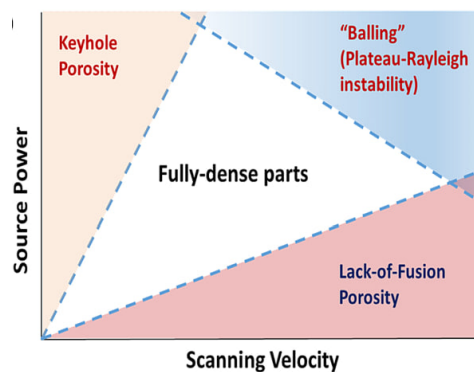 )
Keyhole
Porosity
“Balling”
(Plateau-Rayleigh
instability)
Fully-dense parts
Lack-of-Fusion
Porosity
Source Power
Scanning Velocity